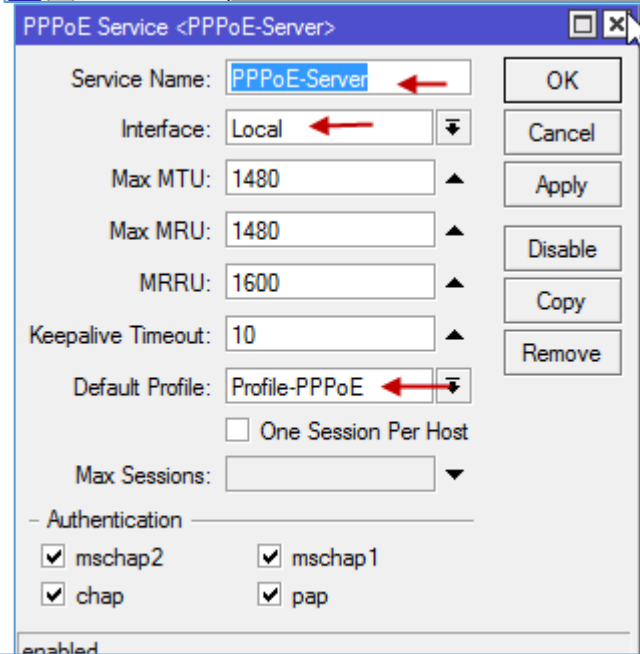 PPPoE Service <PPPoE-Server>
Service Name: PPPoE-Server OK
Interface: Local Cancel
Max MTU: 1480 Apply
Max MRU: 1480 Disable
MRRU: 1600 Copy
Keepalive Timeout: 10 Remove
Default Profile: Profile-PPPoE
One Session Per Host
Max Sessions:
Authentication
mschap2 mschap1
chap pap
enabled